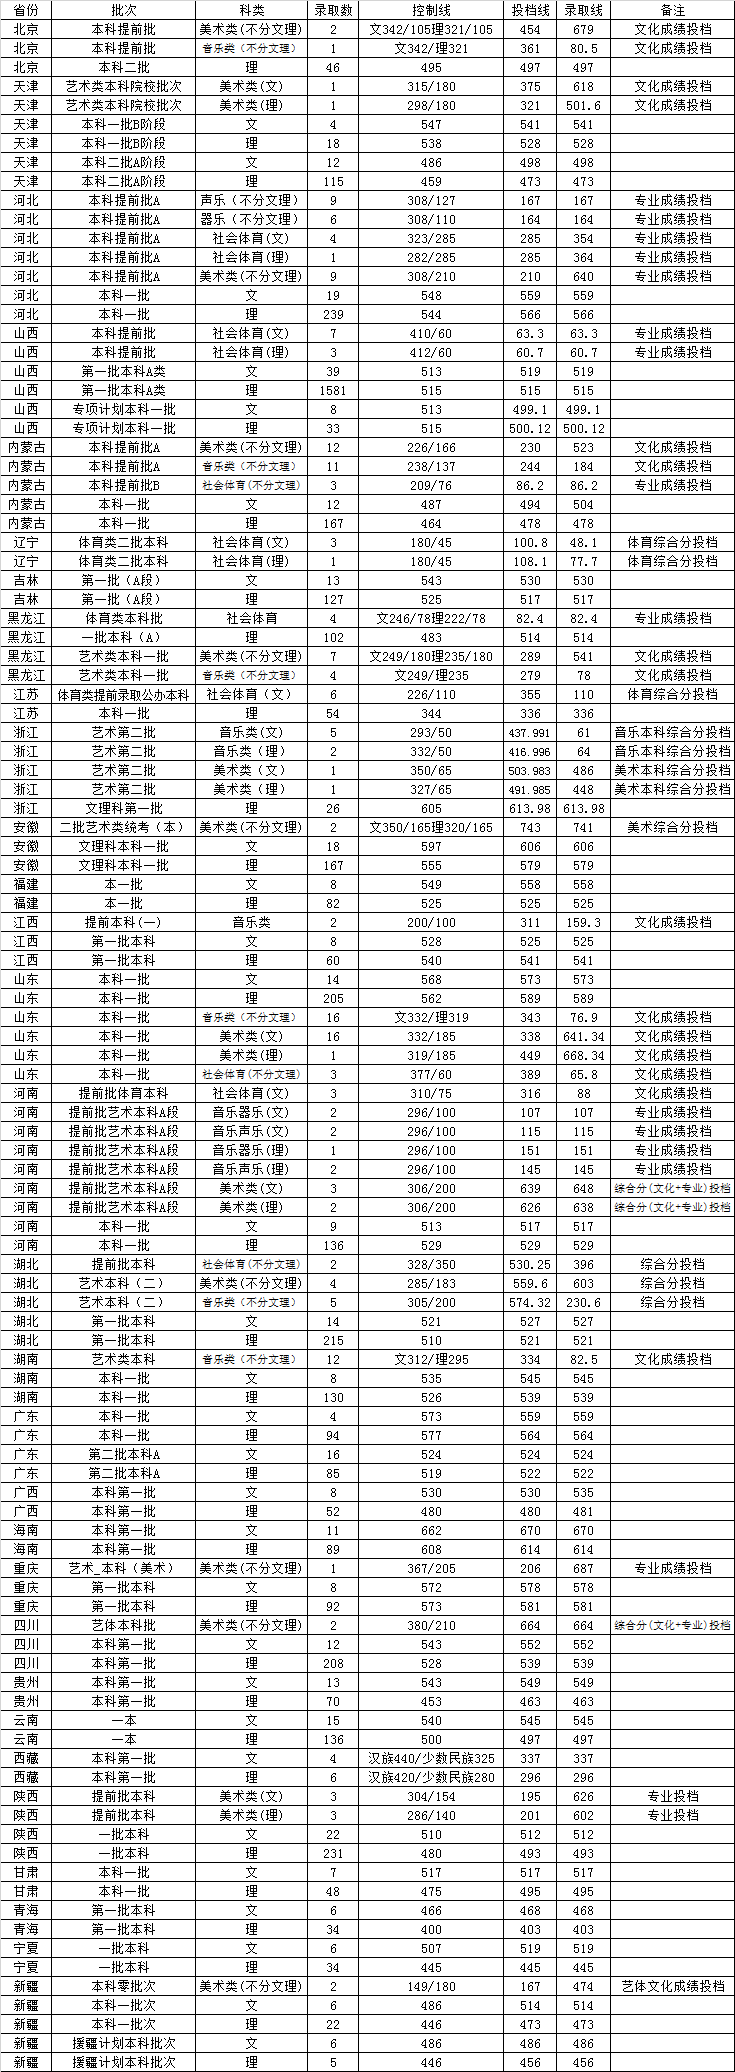 省份 批次 科类 录取数 控制线 投档线 录取线 备注
北京 本科提前批 美术类(不分文理) 2 文342/105理321/105 454 679 文化成绩投档
北京 本科提前批 音乐类（不分文理） 1 文342/理321 361 80.5 文化成绩投档
北京 本科二批 理 46 495 497 497
天津 艺术类本科院校批次 美术类(文) 1 315/180 375 618 文化成绩投档
天津 艺术类本科院校批次 美术类(理) 1 298/180 321 501.6 文化成绩投档
天津 本科一批B阶段 文 4 547 541 541
天津 本科一批B阶段 理 18 538 528 528
天津 本科二批A阶段 文 12 486 498 498
天津 本科二批A阶段 理 115 459 473 473
河北 本科提前批A 声乐（不分文理） 9 308/127 167 167 专业成绩投档
河北 本科提前批A 器乐（不分文理） 6 308/110 164 164 专业成绩投档
河北 本科提前批A 社会体育(文) 4 323/285 285 354 专业成绩投档
河北 本科提前批A 社会体育(理) 1 282/285 285 364 专业成绩投档
河北 本科提前批A 美术类(不分文理) 9 308/210 210 640 专业成绩投档
河北 本科一批 文 19 548 559 559
河北 本科一批 理 239 544 566 566
山西 本科提前批 社会体育(文) 7 410/60 63.3 63.3 专业成绩投档
山西 本科提前批 社会体育(理) 3 412/60 60.7 60.7 专业成绩投档
山西 第一批本科A类 文 39 513 519 519
山西 第一批本科A类 理 1581 515 515 515
山西 专项计划本科一批 文 8 513 499.1 499.1
山西 专项计划本科一批 理 33 515 500.12 500.12
内蒙古 本科提前批A 美术类(不分文理) 12 226/166 230 523 文化成绩投档
内蒙古 本科提前批A 音乐类（不分文理） 11 238/137 244 184 文化成绩投档
内蒙古 本科提前批B 社会体育(不分文理) 3 209/76 86.2 86.2 专业成绩投档
内蒙古 本科一批 文 12 487 494 504
内蒙古 本科一批 理 167 464 478 478
辽宁 体育类二批本科 社会体育(文) 3 180/45 100.8 48.1 体育综合分投档
辽宁 体育类二批本科 社会体育(理) 1 180/45 108.1 77.7 体育综合分投档
吉林 第一批（A段） 文 13 543 530 530
吉林 第一批（A段） 理 127 525 517 517
黑龙江 体育类本科批 社会体育 4 文246/78理222/78 82.4 82.4 专业成绩投档
黑龙江 一批本科（A） 理 102 483 514 514
黑龙江 艺术类本科一批 美术类(不分文理) 7 文249/180理235/180 289 541 文化成绩投档
黑龙江 艺术类本科一批 音乐类（不分文理） 4 文249/理235 279 78 文化成绩投档
江苏 体育类提前录取公办本科 社会体育（文） 6 226/110 355 110 体育综合分投档
江苏 本科一批 理 54 344 336 336
浙江 艺术第二批 音乐类(文) 5 293/50 437.991 61 音乐本科综合分投档
浙江 艺术第二批 音乐类（理） 2 332/50 416.996 64 音乐本科综合分投档
浙江 艺术第二批 美术类（文） 1 350/65 503.983 486 美术本科综合分投档
浙江 艺术第二批 美术类（理） 1 327/65 491.985 448 美术本科综合分投档
浙江 文理科第一批 理 26 605 613.98 613.98
安徽 二批艺术类统考（本） 美术类(不分文理) 2 文350/165理320/165 743 741 美术综合分投档
安徽 文理科本科一批 文 18 597 606 606
安徽 文理科本科一批 理 167 555 579 579
福建 本一批 文 8 549 558 558
福建 本一批 理 82 525 525 525
江西 提前本科(一) 音乐类 2 200/100 311 159.3 文化成绩投档
江西 第一批本科 文 8 528 525 525
江西 第一批本科 理 60 540 541 541
山东 本科一批 文 14 568 573 573
山东 本科一批 理 205 562 589 589
山东 本科一批 音乐类（不分文理） 16 文332/理319 343 76.9 文化成绩投档
山东 本科一批 美术类(文) 16 332/185 338 641.34 文化成绩投档
山东 本科一批 美术类(理) 1 319/185 449 668.34 文化成绩投档
山东 本科一批 社会体育(不分文理) 3 377/60 389 65.8 文化成绩投档
河南 提前批体育本科 社会体育(文) 3 310/75 316 88 文化成绩投档
河南 提前批艺术本科A段 音乐器乐(文) 2 296/100 107 107 专业成绩投档
河南 提前批艺术本科A段 音乐声乐(文) 2 296/100 115 115 专业成绩投档
河南 提前批艺术本科A段 音乐器乐(理) 1 296/100 151 151 专业成绩投档
河南 提前批艺术本科A段 音乐声乐(理) 2 296/100 145 145 专业成绩投档
河南 提前批艺术本科A段 美术类(文) 3 306/200 639 648 综合分(文化+专业)投档
河南 提前批艺术本科A段 美术类(理) 2 306/200 626 638 综合分(文化+专业)投档
河南 本科一批 文 9 513 517 517
河南 本科一批 理 136 529 529 529
湖北 提前批本科 社会体育(不分文理) 2 328/350 530.25 396 综合分投档
湖北 艺术本科（二） 美术类(不分文理) 4 285/183 559.6 603 综合分投档
湖北 艺术本科（二） 音乐类（不分文理） 5 305/200 574.32 230.6 综合分投档
湖北 第一批本科 文 14 521 527 527
湖北 第一批本科 理 215 510 521 521
湖南 艺术类本科 音乐类（不分文理） 12 文312/理295 334 82.5 文化成绩投档
湖南 本科一批 文 8 535 545 545
湖南 本科一批 理 130 526 539 539
广东 本科一批 文 4 573 559 559
广东 本科一批 理 94 577 564 564
广东 第二批本科A 文 16 524 524 524
广东 第二批本科A 理 85 519 522 522
广西 本科第一批 文 8 530 530 535
广西 本科第一批 理 52 480 480 481
海南 本科第一批 文 11 662 670 670
海南 本科第一批 理 89 608 614 614
重庆 艺术_本科（美术） 美术类(不分文理) 1 367/205 206 687 专业成绩投档
重庆 第一批本科 文 8 572 578 578
重庆 第一批本科 理 92 573 581 581
四川 艺体本科批 美术类(不分文理) 2 380/210 664 664 综合分(文化+专业)投档
四川 本科第一批 文 12 543 552 552
四川 本科第一批 理 208 528 539 539
贵州 本科第一批 文 13 543 549 549
贵州 本科第一批 理 70 453 463 463
云南 一本 文 15 540 545 545
云南 一本 理 136 500 497 497
西藏 本科第一批 文 4 汉族440/少数民族325 337 337
西藏 本科第一批 理 6 汉族420/少数民族280 296 296
陕西 提前批本科 美术类(文) 3 304/154 195 626 专业投档
陕西 提前批本科 美术类(理) 3 286/140 201 602 专业投档
陕西 一批本科 文 22 510 512 512
陕西 一批本科 理 231 480 493 493
甘肃 本科一批 文 7 517 517 517
甘肃 本科一批 理 48 475 495 495
青海 第一批本科 文 6 466 468 468
青海 第一批本科 理 34 400 403 403
宁夏 一批本科 文 6 507 519 519
宁夏 一批本科 理 34 445 445 445
新疆 本科零批次 美术类(不分文理) 2 149/180 167 474 艺体文化成绩投档
新疆 本科一批次 文 6 486 514 514
新疆 本科一批次 理 22 446 473 473
新疆 援疆计划本科批次 文 6 486 486 486
新疆 援疆计划本科批次 理 5 446 456 456